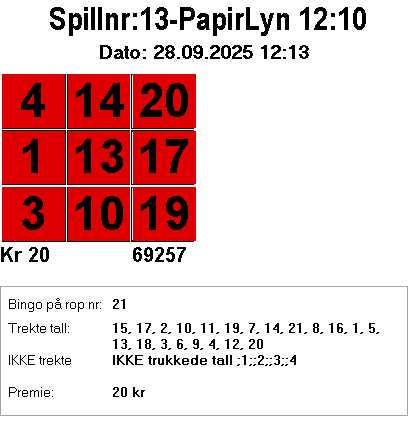 Spillnr:13-PapirLyn 12:10
Dato: 28.09.2025 12:13
4 14 20
1 13 17
3 10 19
Kr 20 69257
Bingo på rop nr: 21
Trekte tall: 15, 17, 2, 10, 11, 19, 7, 14, 21, 8, 16, 1, 5,
13, 18, 3, 6, 9, 4, 12, 20
IKKE trekte IKKE trukkede tall ;1;;2;;3;;4
Premie: 20 kr